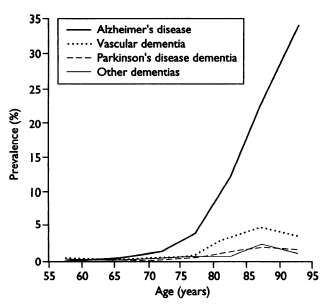 35
30
25
20
15
10
5
0
Prevalence (%)
Alzheimer's disease
Vascular dementia
Parkinson's disease dementia
Other dementias
55 60 65 70 75 80 85 90 95
Age (years)